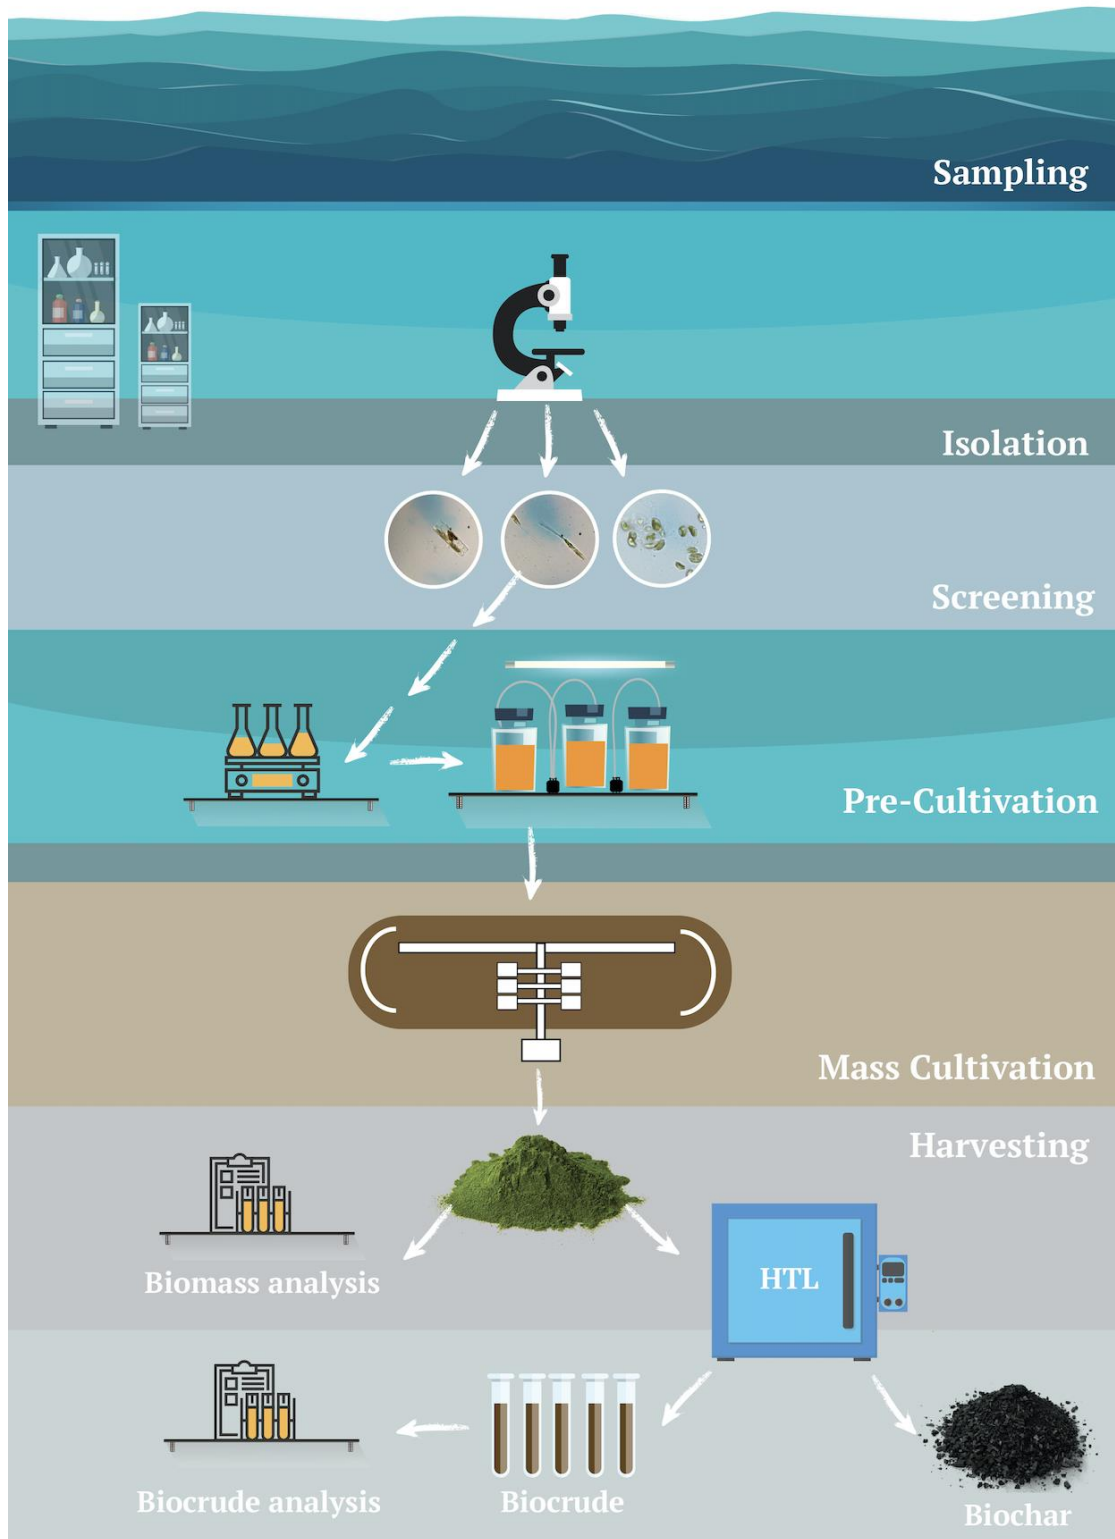 Sampling
Isolation
Screening
Pre-Cultivation
Mass Cultivation
Harvesting
HTL
Biomass analysis
Biocrude analysis
Biocrude
Biochar